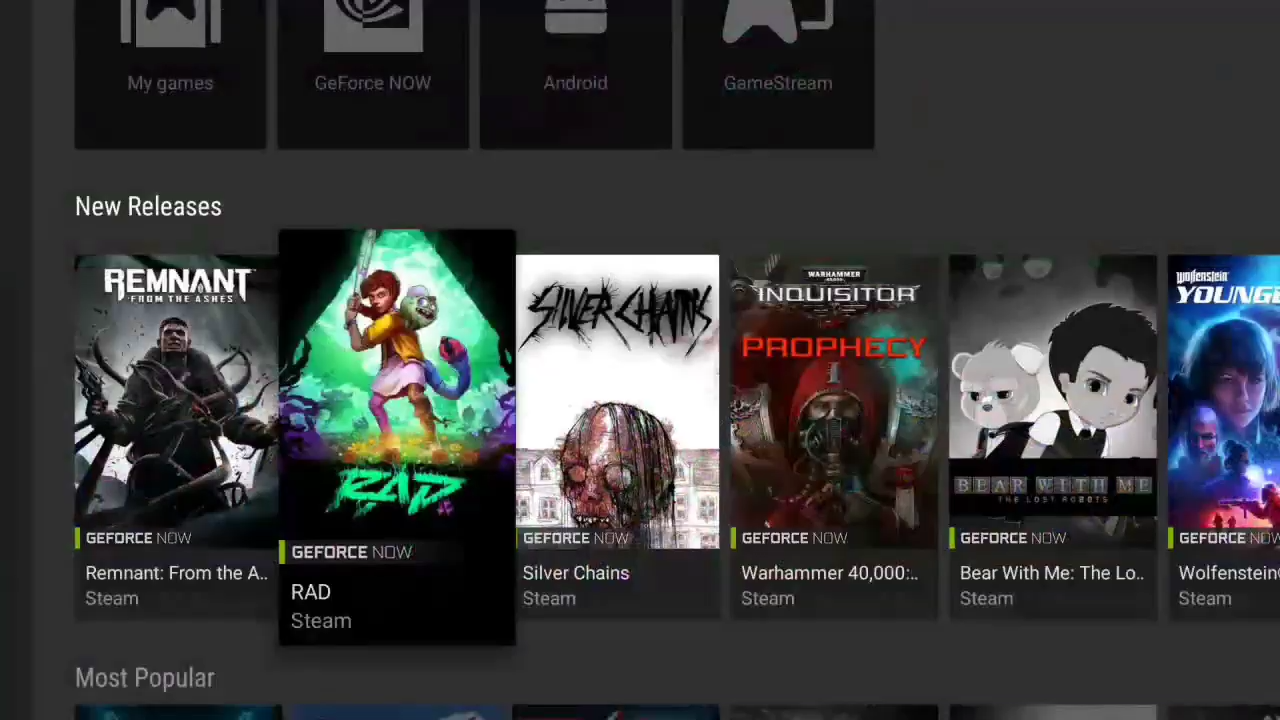 My games
GeForce NOW
Android
GameStream
New Releases
REMNANT
FROM THE ASHES
GEFORCE NOW
Remnant: From the A..
Steam
RAD
GEFORCE NOW
RAD
Steam
SILVER CHAINS
GEFORCE NOW
Silver Chains
Steam
WARHAMMER
40,000
INQUISITOR
PROPHECY
GEFORCE NOW
Warhammer 40,000:..
Steam
BEAR WITH ME
THE LOST ROBOTS
GEFORCE NOW
Bear With Me: The Lo..
Steam
Wolfenstein
YOUNGB
GEFORCE NOW
Wolfenstein
Steam
Most Popular